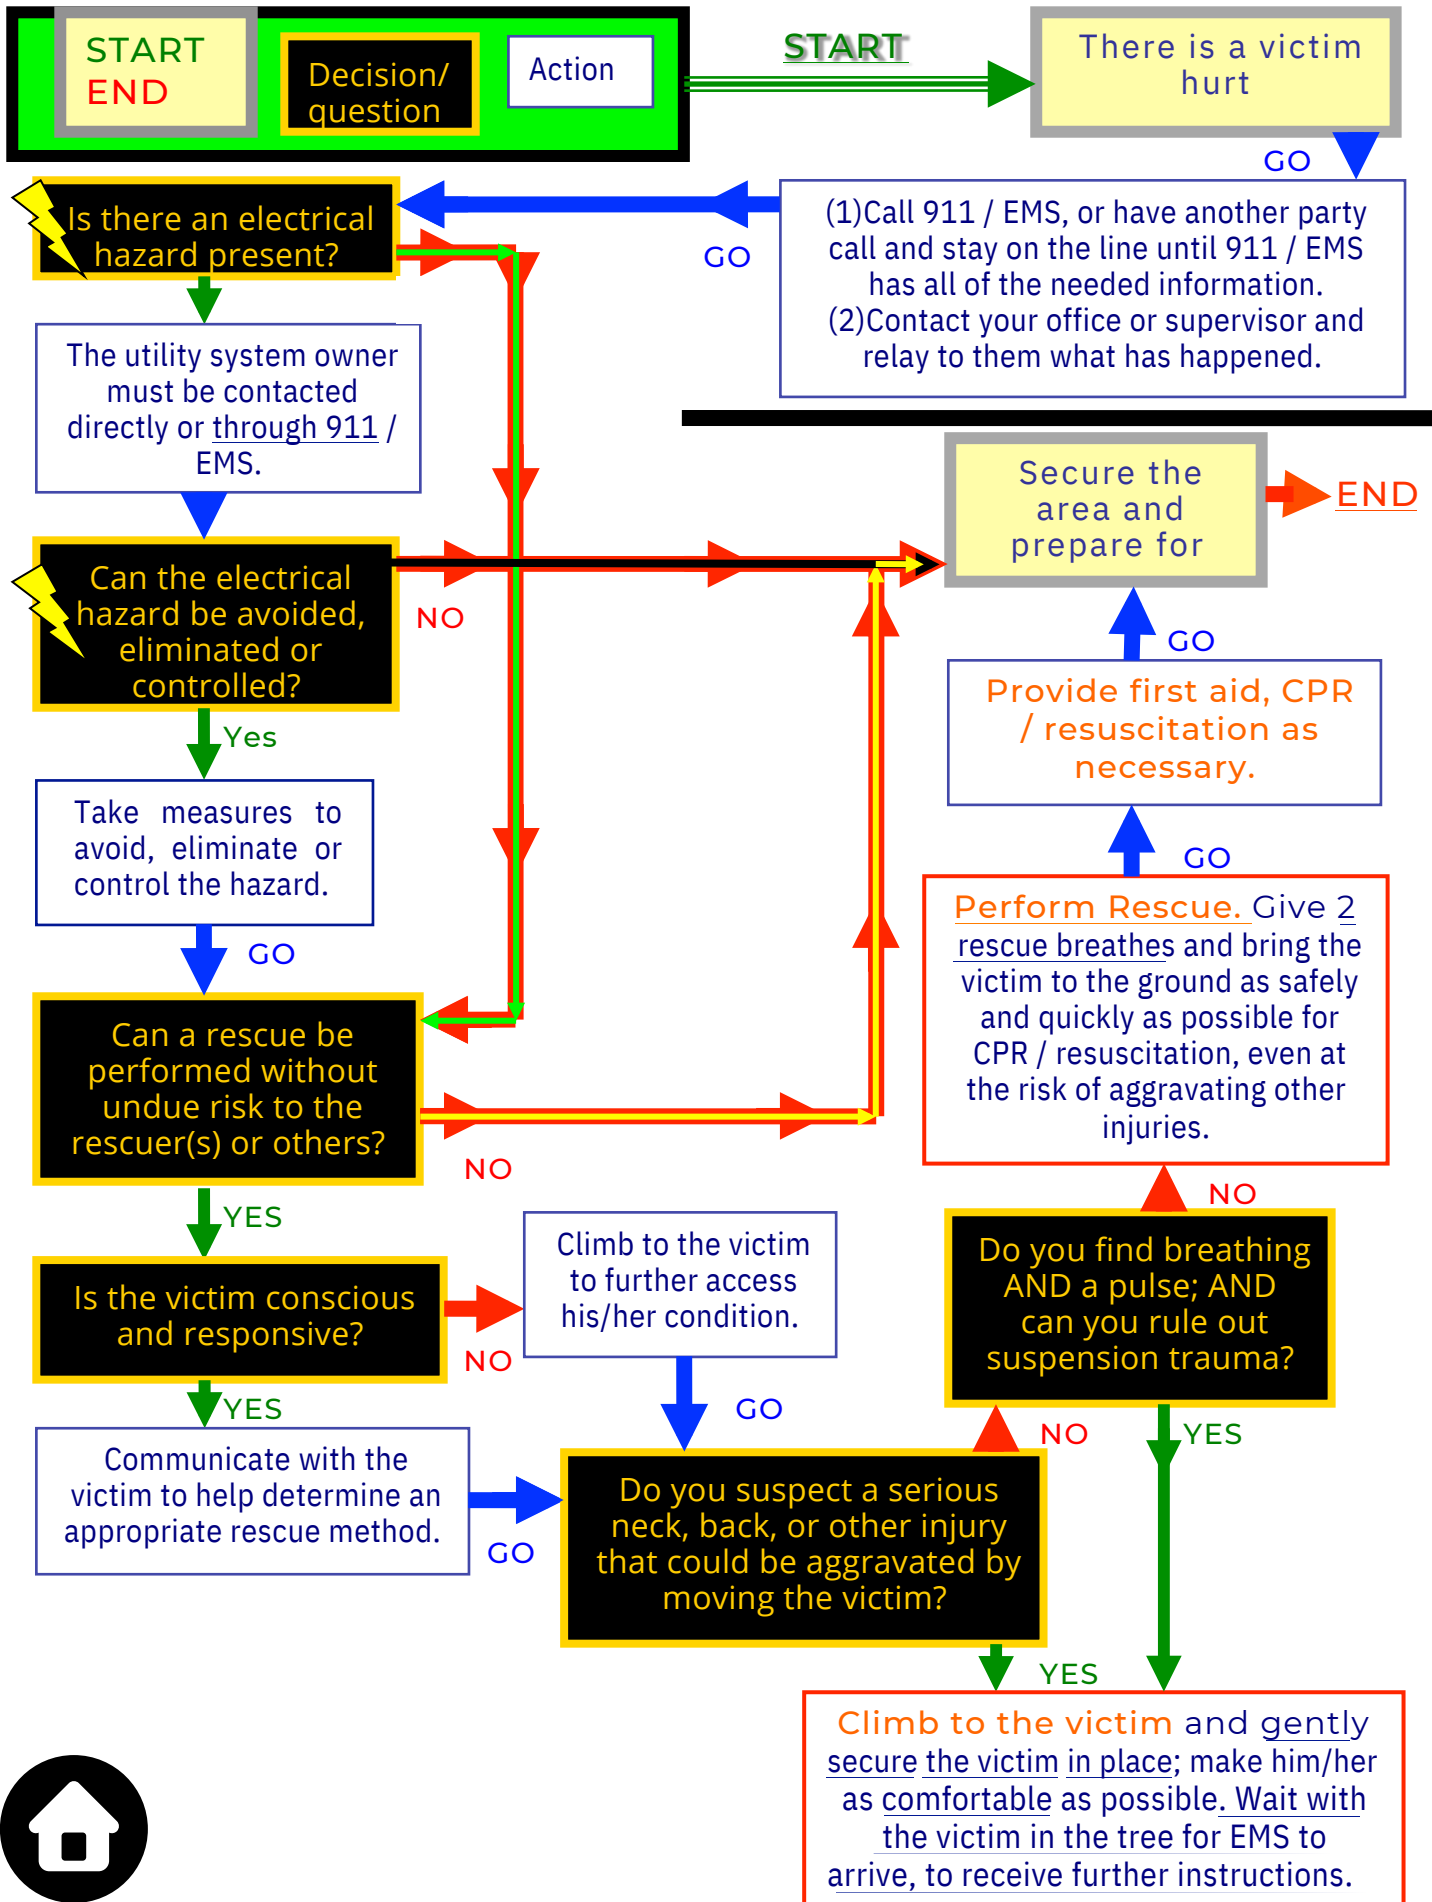 START
END
Decision/
question
Action
START
There is a victim
hurt
GO
(1)Call 911 / EMS, or have another party
call and stay on the line until 911 / EMS
has all of the needed information.
(2)Contact your office or supervisor and
relay to them what has happened.
GO
Is there an electrical
hazard present?
The utility system owner
must be contacted
directly or through 911 /
EMS.
Can the electrical
hazard be avoided,
eliminated or
controlled?
NO
Yes
Take measures to
avoid, eliminate or
control the hazard.
GO
Can a rescue be
performed without
undue risk to the
rescuer(s) or others?
NO
YES
Is the victim conscious
and responsive?
NO
YES
Climb to the victim
to further access
his/her condition.
GO
Communicate with the
victim to help determine an
appropriate rescue method.
GO
Do you suspect a serious
neck, back, or other injury
that could be aggravated by
moving the victim?
NO
YES
Do you find breathing
AND a pulse; AND
can you rule out
suspension trauma?
NO
YES
Perform Rescue. Give 2
rescue breathes and bring the
victim to the ground as safely
and quickly as possible for
CPR / resuscitation, even at
the risk of aggravating other
injuries.
GO
Provide first aid, CPR
/ resuscitation as
necessary.
GO
Secure the
area and
prepare for
END
Climb to the victim and gently
secure the victim in place; make him/her
as comfortable as possible. Wait with
the victim in the tree for EMS to
arrive, to receive further instructions.